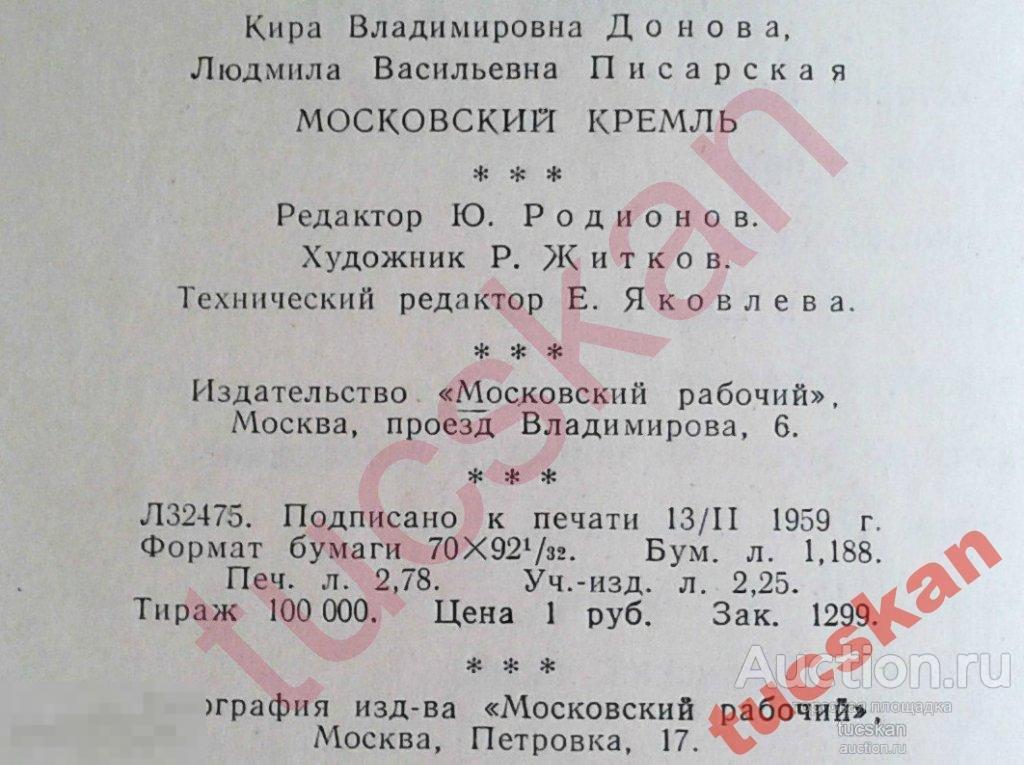 Кира Владимировна Донова,
Людмила Васильевна Писарская
МОСКОВСКИЙ КРЕМЛЬ
* * *
Редактор Ю. Родионов.
Художник Р. Житков.
Технический редактор Е. Яковлева.
* * *
Издательство «Московский рабочий»,
Москва, проезд Владимирова, 6.
* * *
Л32475. Подписано к печати 13/II 1959 г.
Формат бумаги 70×92¹/₃₂. Бум. л. 1,188.
Печ. л. 2,78. Уч.-изд. л. 2,25.
Тираж 100 000. Цена 1 руб. Зак. 1299.
* * *
ография изд-ва «Московский рабочий»,
Москва, Петровка, 17.
tucskan
tucskan
Auction.ru
торговая площадка
tucskan
auction.ru